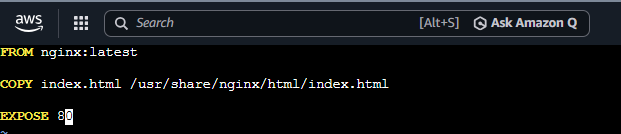 aws
Search [Alt+S] Ask Amazon Q
FROM nginx:latest
COPY index.html /usr/share/nginx/html/index.html
EXPOSE 80
~